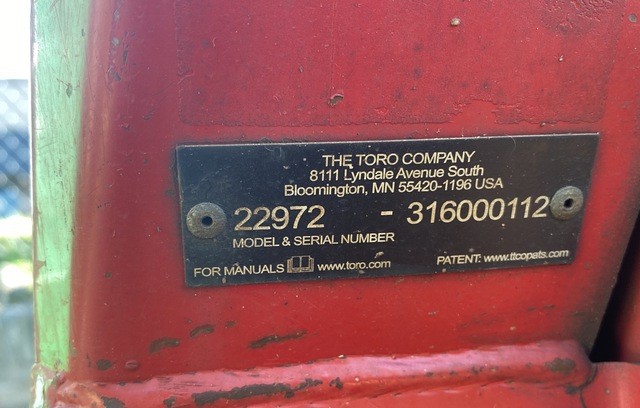 THE TORO COMPANY
8111 Lyndale Avenue South
Bloomington, MN 55420-1196 USA
22972 - 316000112
MODEL & SERIAL NUMBER
FOR MANUALS www.toro.com PATENT: www.ttcopats.com